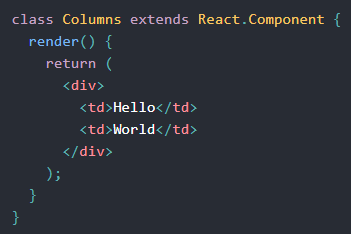 class Columns extends React.Component {
  render() {
    return (
      <div>
        <td>Hello</td>
        <td>World</td>
      </div>
    );
  }
}